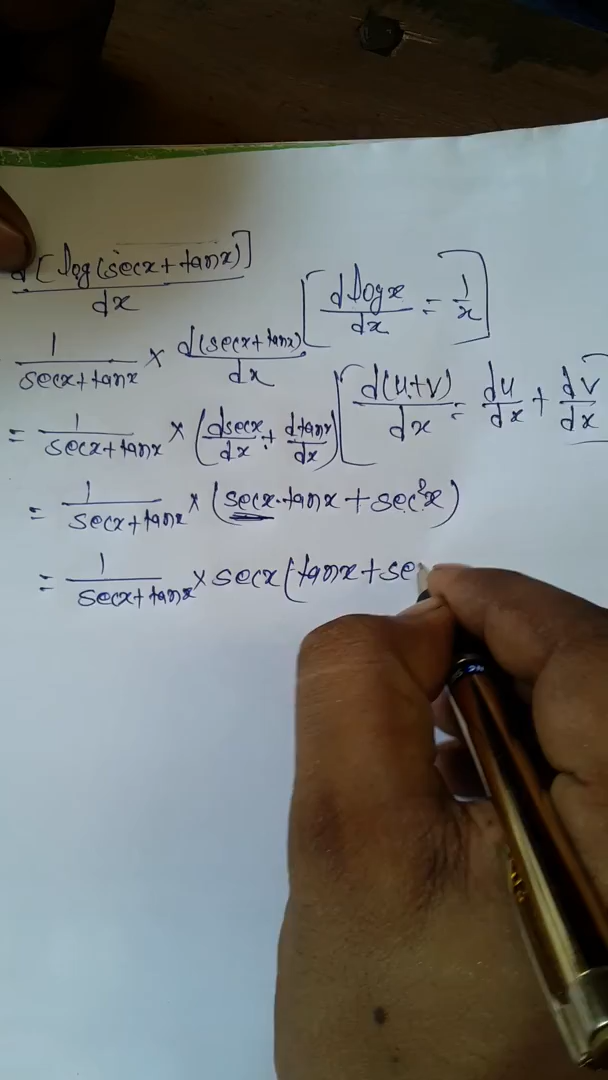 d[log(secx+tanx)]/dx
1/(secx+tanx) × d(secx+tanx)/dx [dlogx/dx = 1/x]
= 1/(secx+tanx) × (dsecx/dx + dtanx/dx) [d(u+v)/dx = du/dx + dv/dx
= 1/(secx+tanx) × (secx·tanx + sec²x)
= 1/(secx+tanx) × secx(tanx+se